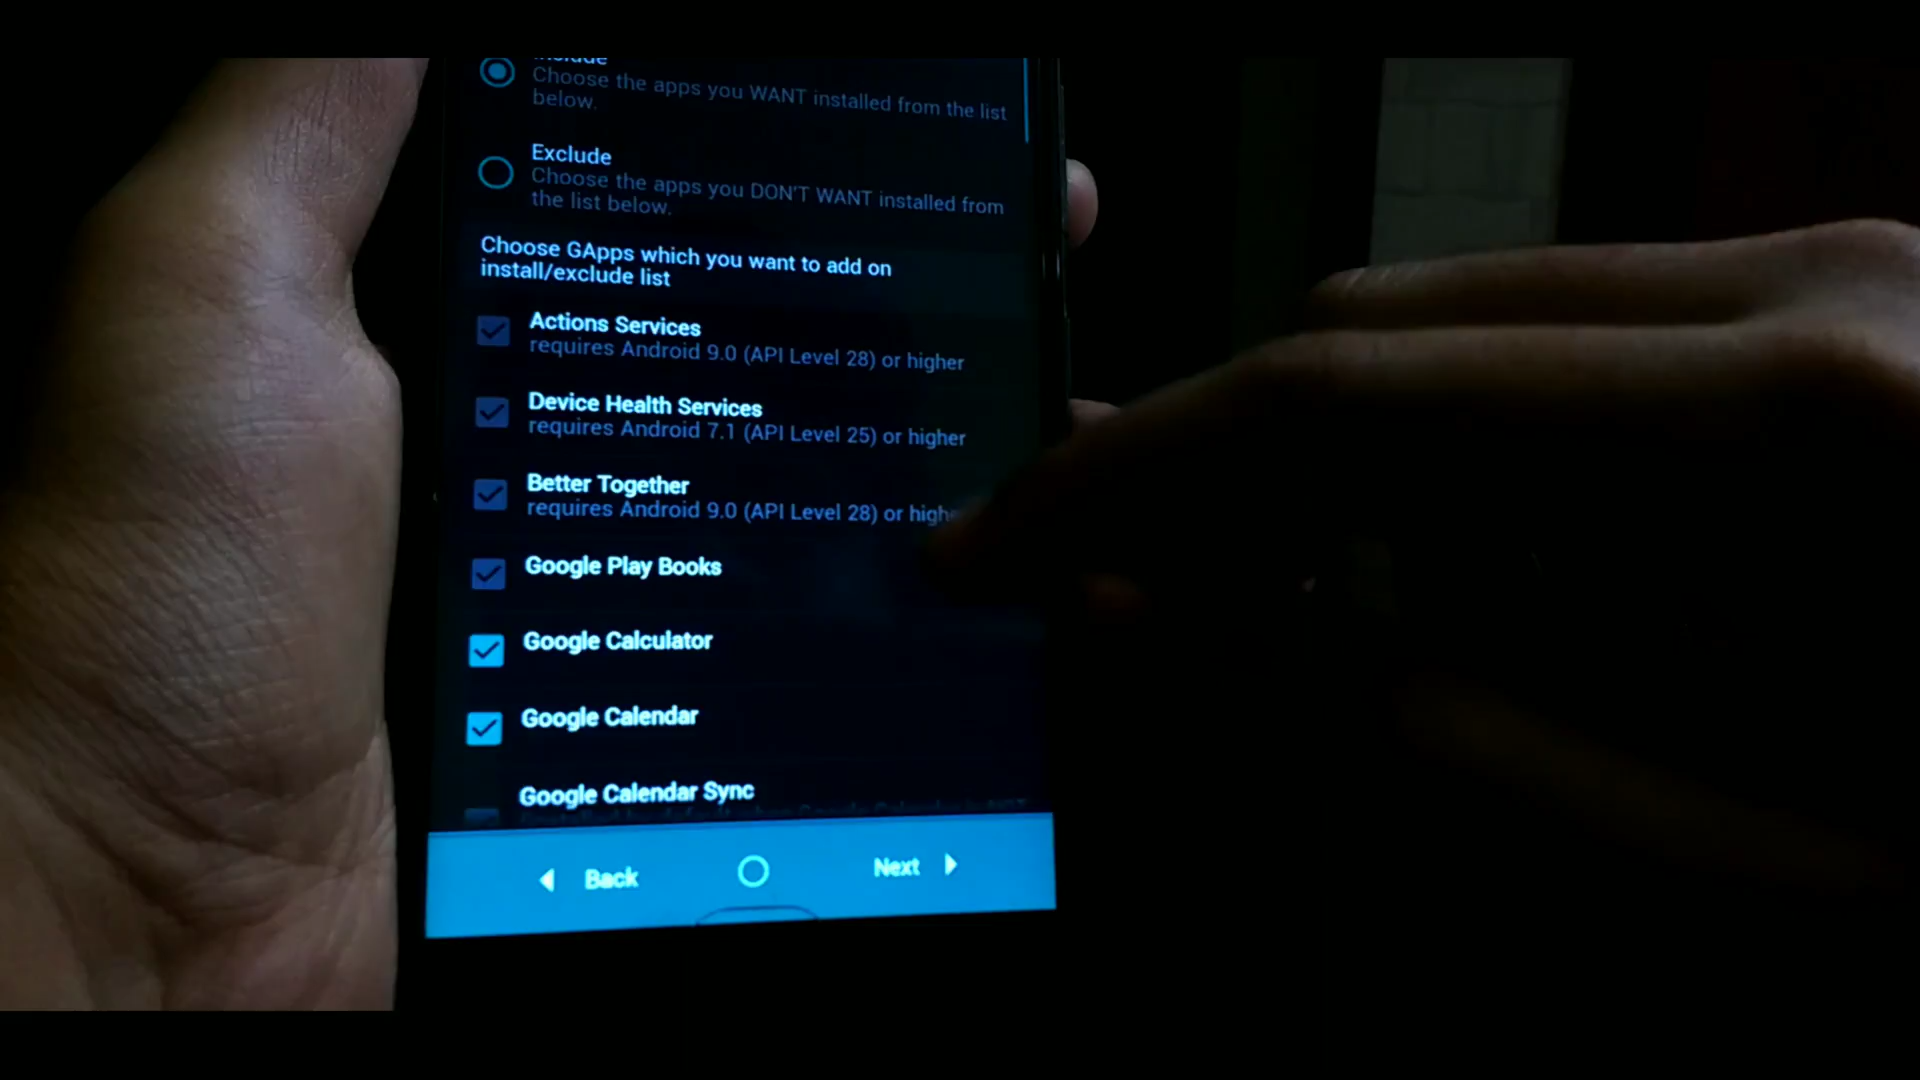 Include
Choose the apps you WANT installed from the list
below.
Exclude
Choose the apps you DON'T WANT installed from
the list below.
Choose GApps which you want to add on
install/exclude list
Actions Services
requires Android 9.0 (API Level 28) or higher
Device Health Services
requires Android 7.1 (API Level 25) or higher
Better Together
requires Android 9.0 (API Level 28) or highe
Google Play Books
Google Calculator
Google Calendar
Google Calendar Sync
Back
Next